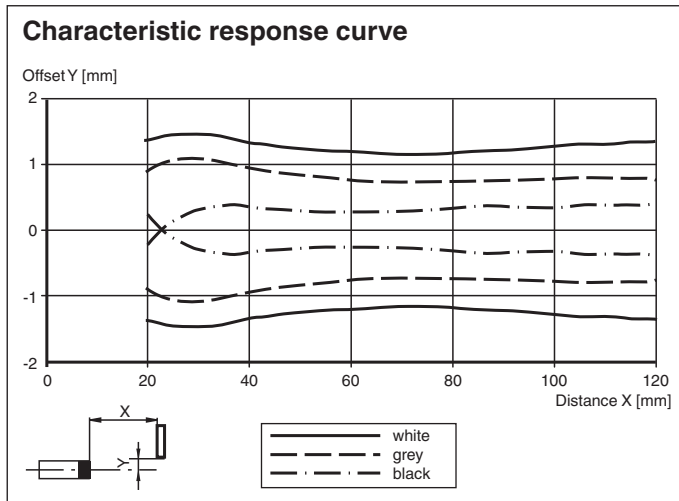 Characteristic response curve
Offset Y [mm]
2
1
0
-1
-2
0 20 40 60 80 100 120
Distance X [mm]
X
Y
white
grey
black